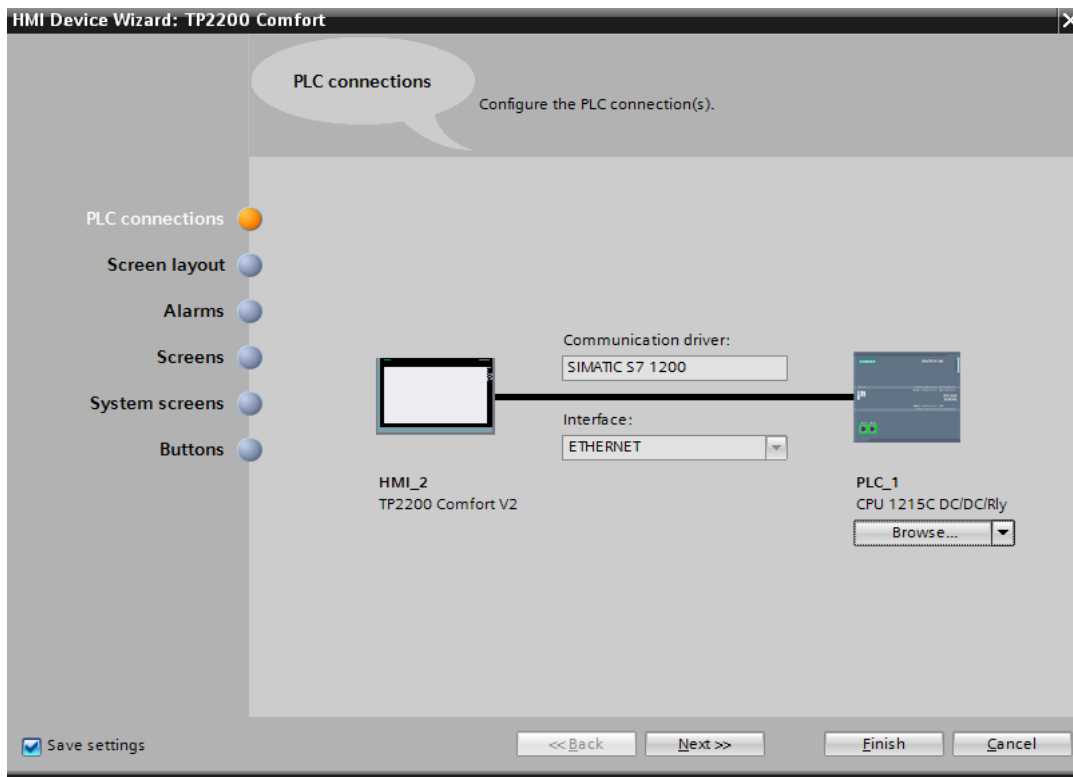 HMI Device Wizard: TP2200 Comfort
PLC connections
Configure the PLC connection(s).
PLC connections
Screen layout
Alarms
Screens
System screens
Buttons
Communication driver:
SIMATIC S7 1200
Interface:
ETHERNET
HMI_2
TP2200 Comfort V2
PLC_1
CPU 1215C DC/DC/Rly
Browse...
Save settings
<< Back
Next >>
Finish
Cancel